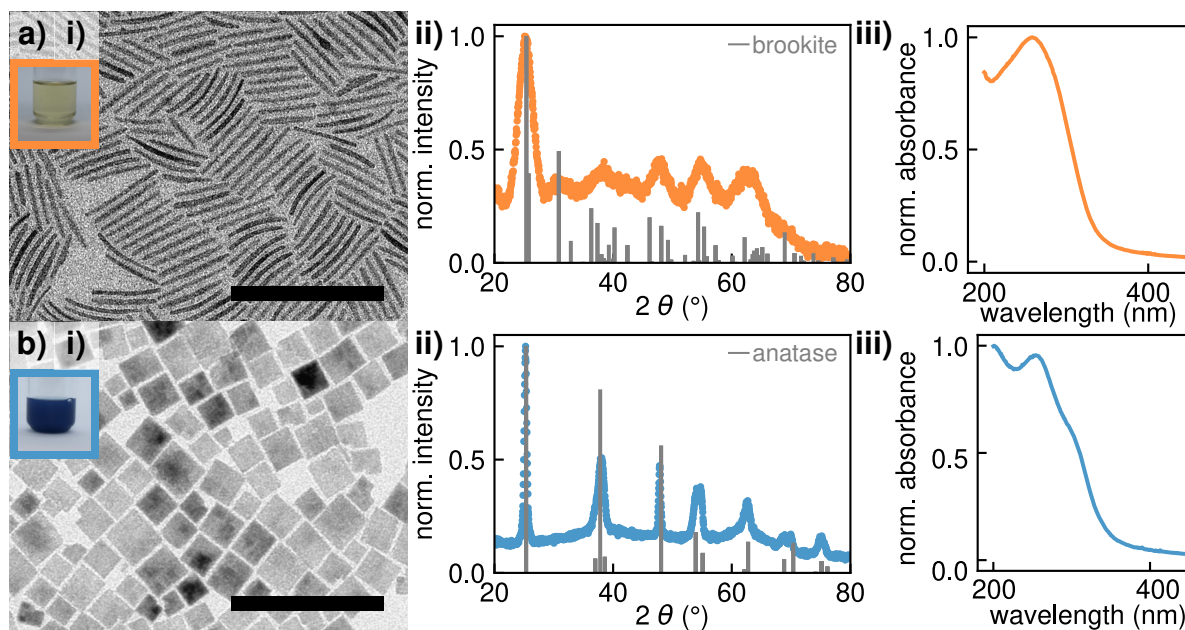 a) i)
ii)
iii)
norm. intensity
1.0
0.5
0.0
brookite
20 40 60 80
2 θ (°)
norm. absorbance
1.0
0.5
0.0
200 400
wavelength (nm)
b) i)
ii)
iii)
norm. intensity
1.0
0.5
0.0
anatase
20 40 60 80
2 θ (°)
norm. absorbance
1.0
0.5
0.0
200 400
wavelength (nm)